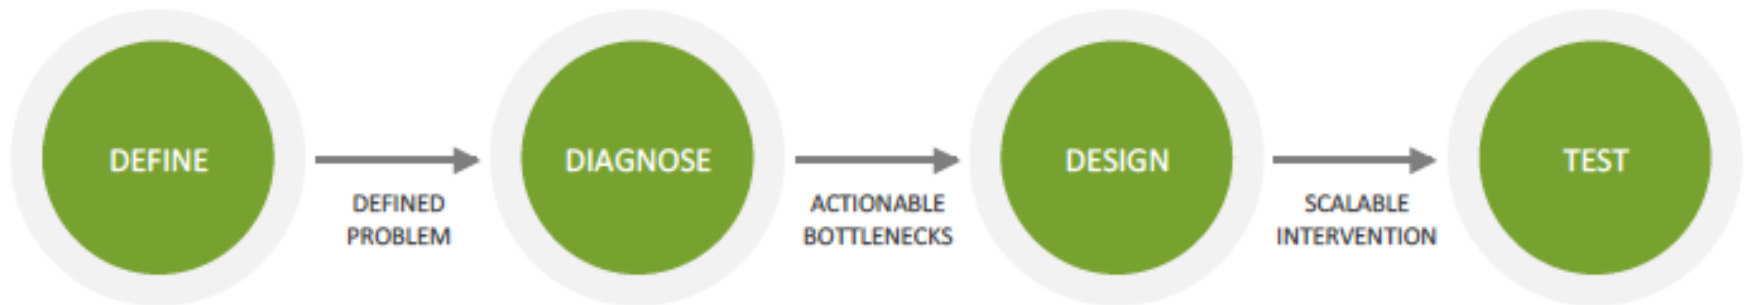 DEFINE
DEFINED
PROBLEM
DIAGNOSE
ACTIONABLE
BOTTLENECKS
DESIGN
SCALABLE
INTERVENTION
TEST